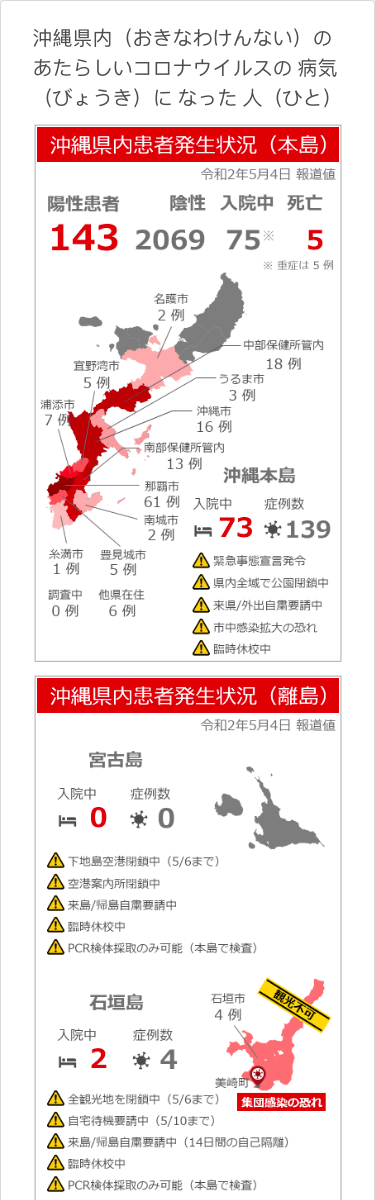 沖縄県内（おきなわけんない）の
あたらしいコロナウイルスの 病気
（びょうき）に なった 人（ひと）
沖縄県内患者発生状況（本島）
令和2年5月4日 報道値
陽性患者 陰性 入院中 死亡
143 2069 75※ 5
※ 重症は 5 例
名護市
2 例
中部保健所管内
18 例
宜野湾市
5 例
うるま市
3 例
浦添市
7 例
沖縄市
16 例
南部保健所管内
13 例
那覇市
61 例
南城市
2 例
糸満市
1 例
豊見城市
5 例
調査中
0 例
他県在住
6 例
沖縄本島
入院中 症例数
73 139
緊急事態宣言発令
県内全域で公園閉鎖中
来県/外出自粛要請中
市中感染拡大の恐れ
臨時休校中
沖縄県内患者発生状況（離島）
令和2年5月4日 報道値
宮古島
入院中 症例数
0 0
下地島空港閉鎖中（5/6まで）
空港案内所閉鎖中
来島/帰島自粛要請中
臨時休校中
PCR検体採取のみ可能（本島で検査）
石垣島
入院中 症例数
2 4
石垣市
4 例
観光不可
美崎町
集団感染の恐れ
全観光地を閉鎖中（5/6まで）
自宅待機要請中（5/10まで）
来島/帰島自粛要請中（14日間の自己隔離）
臨時休校中
PCR検体採取のみ可能（本島で検査）